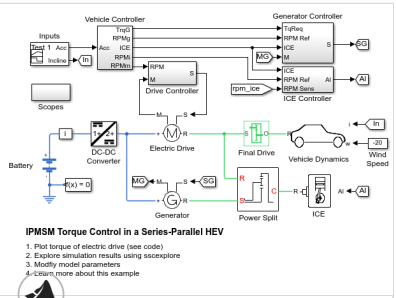 Vehicle Controller
Generator Controller
Inputs
TrqG
RPMg
ICE
RPMi
RPMm
Acc
Test 1 Acc
Incline
In
TqReq
RPM Ref
ICE
M
S
SG
MG
ICE
RPM Ref
RPM Sens
AI
AI
rpm_ice
ICE Controller
RPM
M
S
Drive Controller
Scopes
i
1+ 2+
DC-DC
Converter
Battery
f(x) = 0
M
S
+
M
R
Electric Drive
S
O
Final Drive
R
i
In
w
-20
Wind
Speed
Vehicle Dynamics
MG
M
S
SG
+
G
R
Generator
R
S
C
Power Split
R
AI
AI
ICE
IPMSM Torque Control in a Series-Parallel HEV
1. Plot torque of electric drive (see code)
2. Explore simulation results using sscexplore
3. Modfiy model parameters
4. Learn more about this example